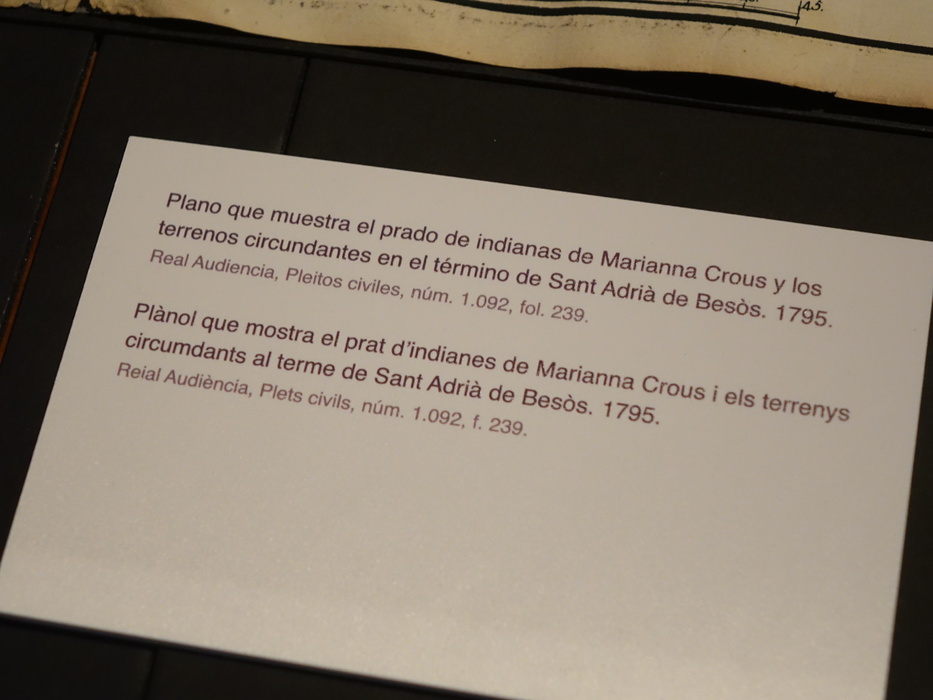 45.
Plano que muestra el prado de indianas de Marianna Crous y los
terrenos circundantes en el término de Sant Adrià de Besòs. 1795.
Real Audiencia, Pleitos civiles, núm. 1.092, fol. 239.
Plànol que mostra el prat d'indianes de Marianna Crous i els terrenys
circumdants al terme de Sant Adrià de Besòs. 1795.
Reial Audiència, Plets civils, núm. 1.092, f. 239.